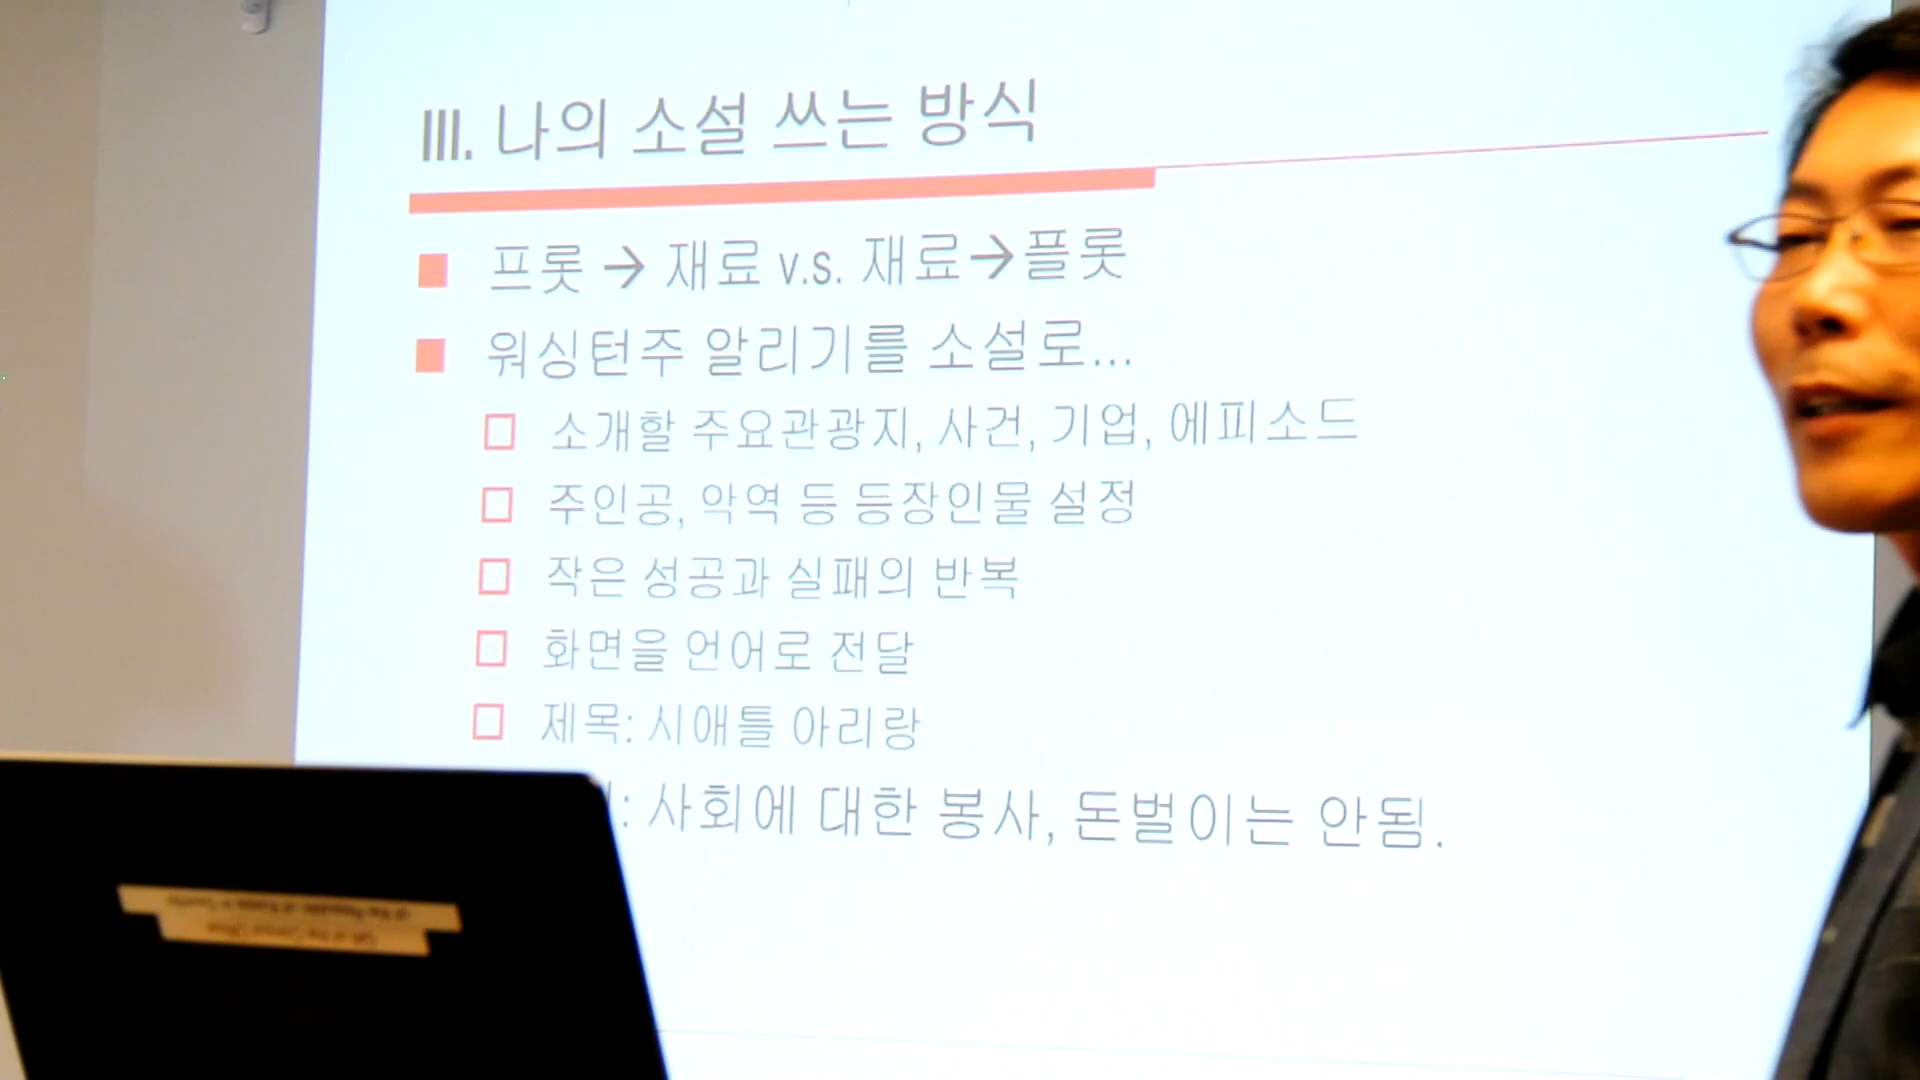 III. 나의 소설 쓰는 방식
프롯 → 재료 v.s. 재료→플롯
워싱턴주 알리기를 소설로...
소개할 주요관광지, 사건, 기업, 에피소드
주인공, 악역 등 등장인물 설정
작은 성공과 실패의 반복
화면을 언어로 전달
제목: 시애틀 아리랑
: 사회에 대한 봉사, 돈벌이는 안됨.